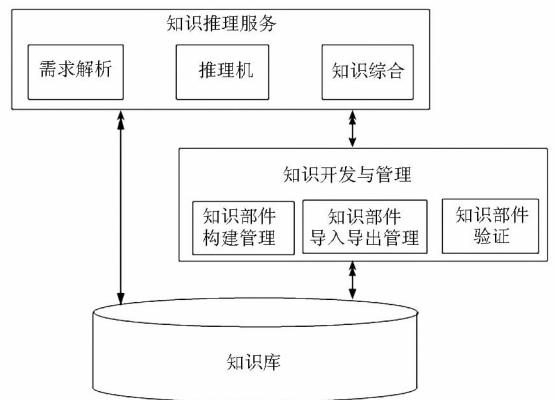 知识推理服务
需求解析
推理机
知识综合
知识开发与管理
知识部件
构建管理
知识部件
导入导出管理
知识部件
验证
知识库